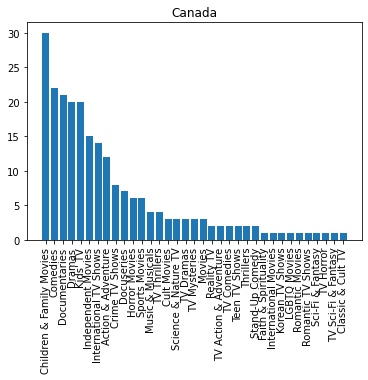 Canada
30
25
20
15
10
5
0
Children & Family Movies
Comedies
Documentaries
Dramas
Kids' TV
Independent Movies
International TV Shows
Action & Adventure
Crime TV Shows
Docuseries
Horror Movies
Sports Movies
Music & Musicals
TV Thrillers
Cult Movies
Science & Nature TV
TV Dramas
TV Mysteries
Movies
Reality TV
TV Action & Adventure
TV Comedies
Teen TV Shows
Thrillers
Stand-Up Comedy
Faith & Spirituality
International Movies
Korean TV Shows
LGBTQ Movies
Romantic Movies
Romantic TV Shows
Sci-Fi & Fantasy
TV Horror
TV Sci-Fi & Fantasy
Classic & Cult TV